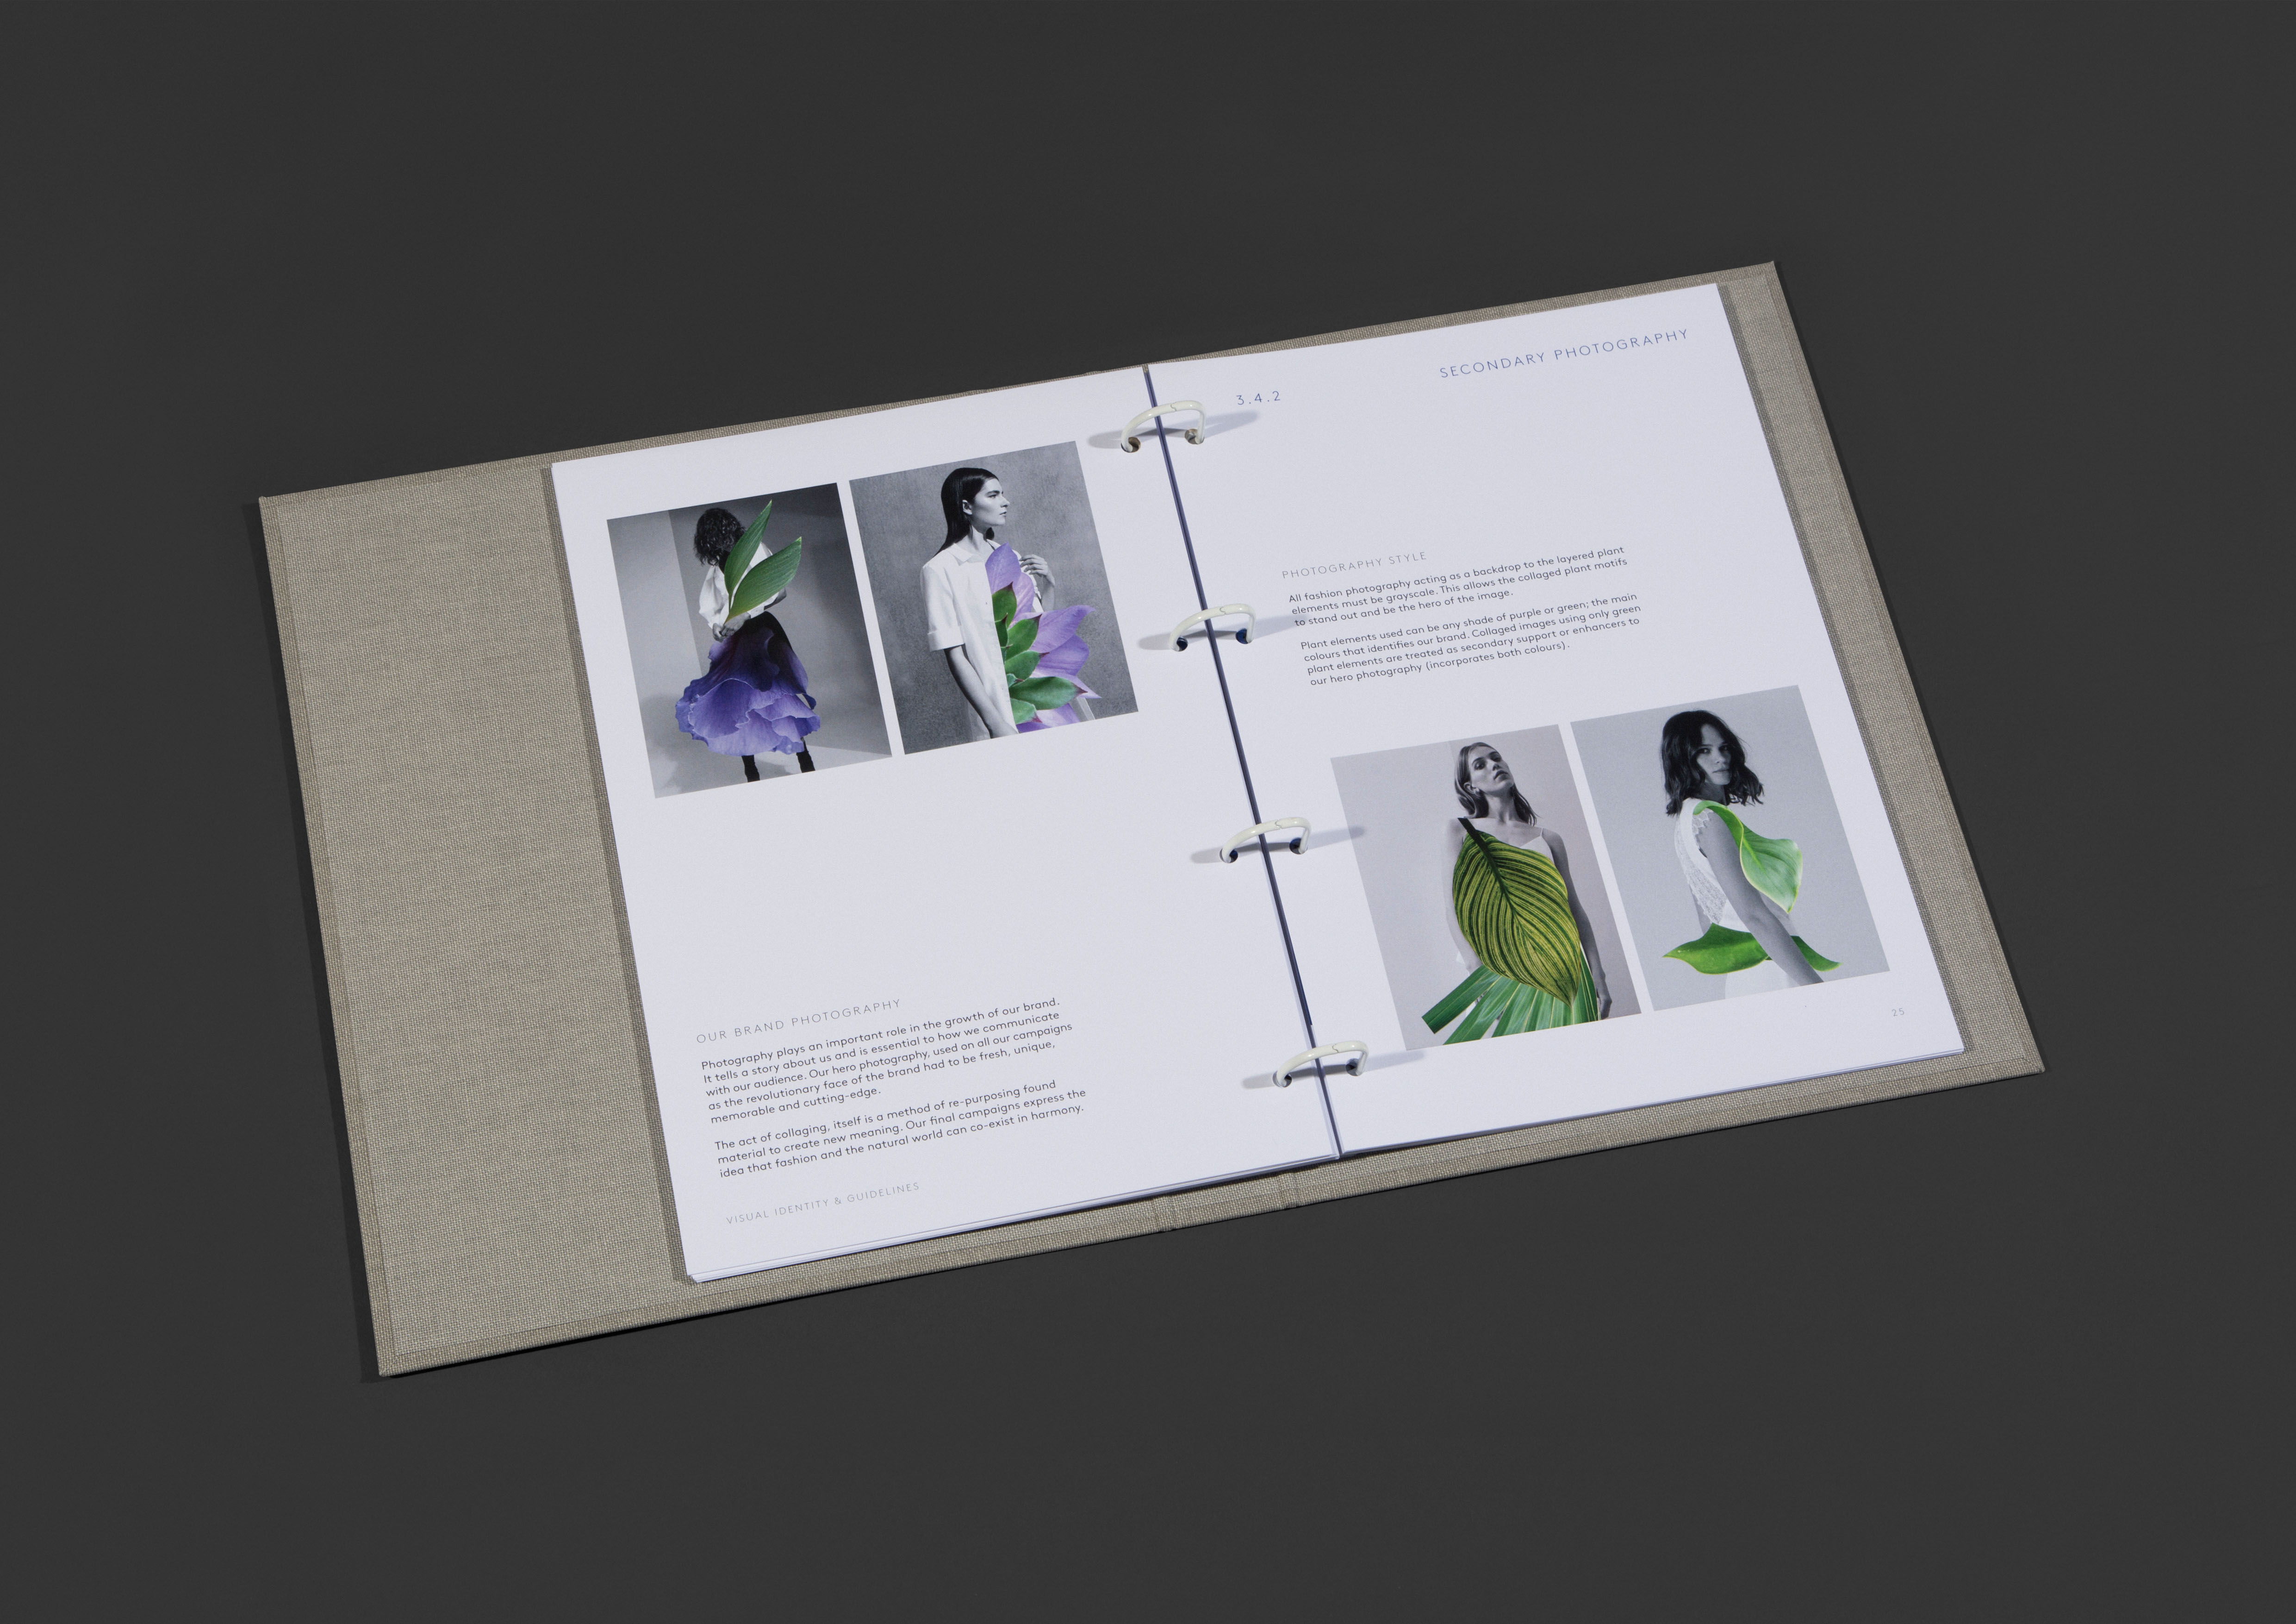 OUR BRAND PHOTOGRAPHY
Photography plays an important role in the growth of our brand.
It tells a story about us and is essential to how we communicate
with our audience. Our hero photography, used on all our campaigns
as the revolutionary face of the brand had to be fresh, unique,
memorable and cutting-edge.
The act of collaging, itself is a method of re-purposing found
material to create new meaning. Our final campaigns express the
idea that fashion and the natural world can co-exist in harmony.
VISUAL IDENTITY & GUIDELINES
3.4.2
SECONDARY PHOTOGRAPHY
PHOTOGRAPHY STYLE
All fashion photography acting as a backdrop to the layered plant
elements must be grayscale. This allows the collaged plant motifs
to stand out and be the hero of the image.
Plant elements used can be any shade of purple or green; the main
colours that identifies our brand. Collaged images using only green
plant elements are treated as secondary support or enhancers to
our hero photography (incorporates both colours).
25